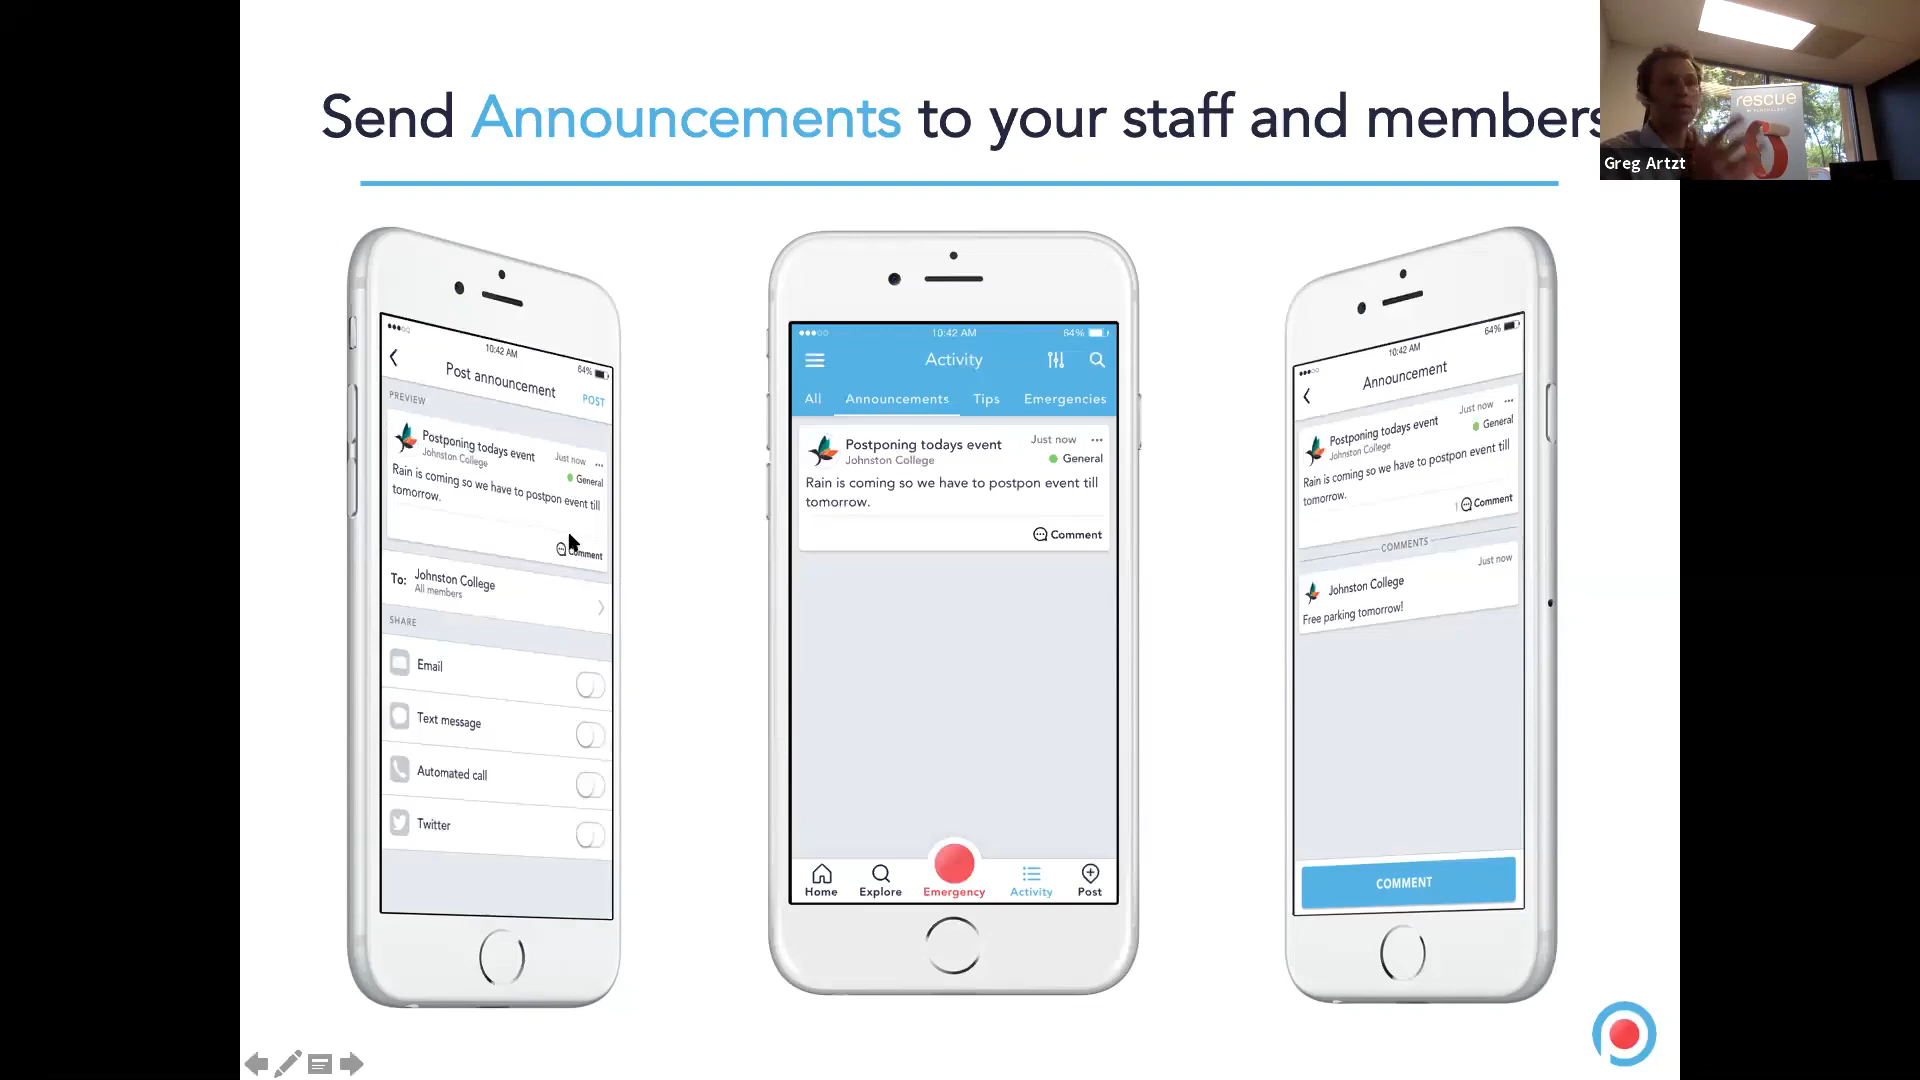 Send Announcements to your staff and members
rescue
Greg Artzt
10:42 AM
64%
Post announcement
POST
PREVIEW
Postponing todays event
Just now
Johnston College
General
Rain is coming so we have to postpon event till
tomorrow.
Comment
To: Johnston College
All members
SHARE
Email
Text message
Automated call
Twitter
10:42 AM
64%
Activity
All
Announcements
Tips
Emergencies
Postponing todays event
Just now
Johnston College
General
Rain is coming so we have to postpon event till
tomorrow.
Comment
Home
Explore
Emergency
Activity
Post
10:42 AM
64%
Announcement
Postponing todays event
Just now
Johnston College
General
Rain is coming so we have to postpon event till
tomorrow.
1 Comment
COMMENTS
Johnston College
Just now
Free parking tomorrow!
COMMENT